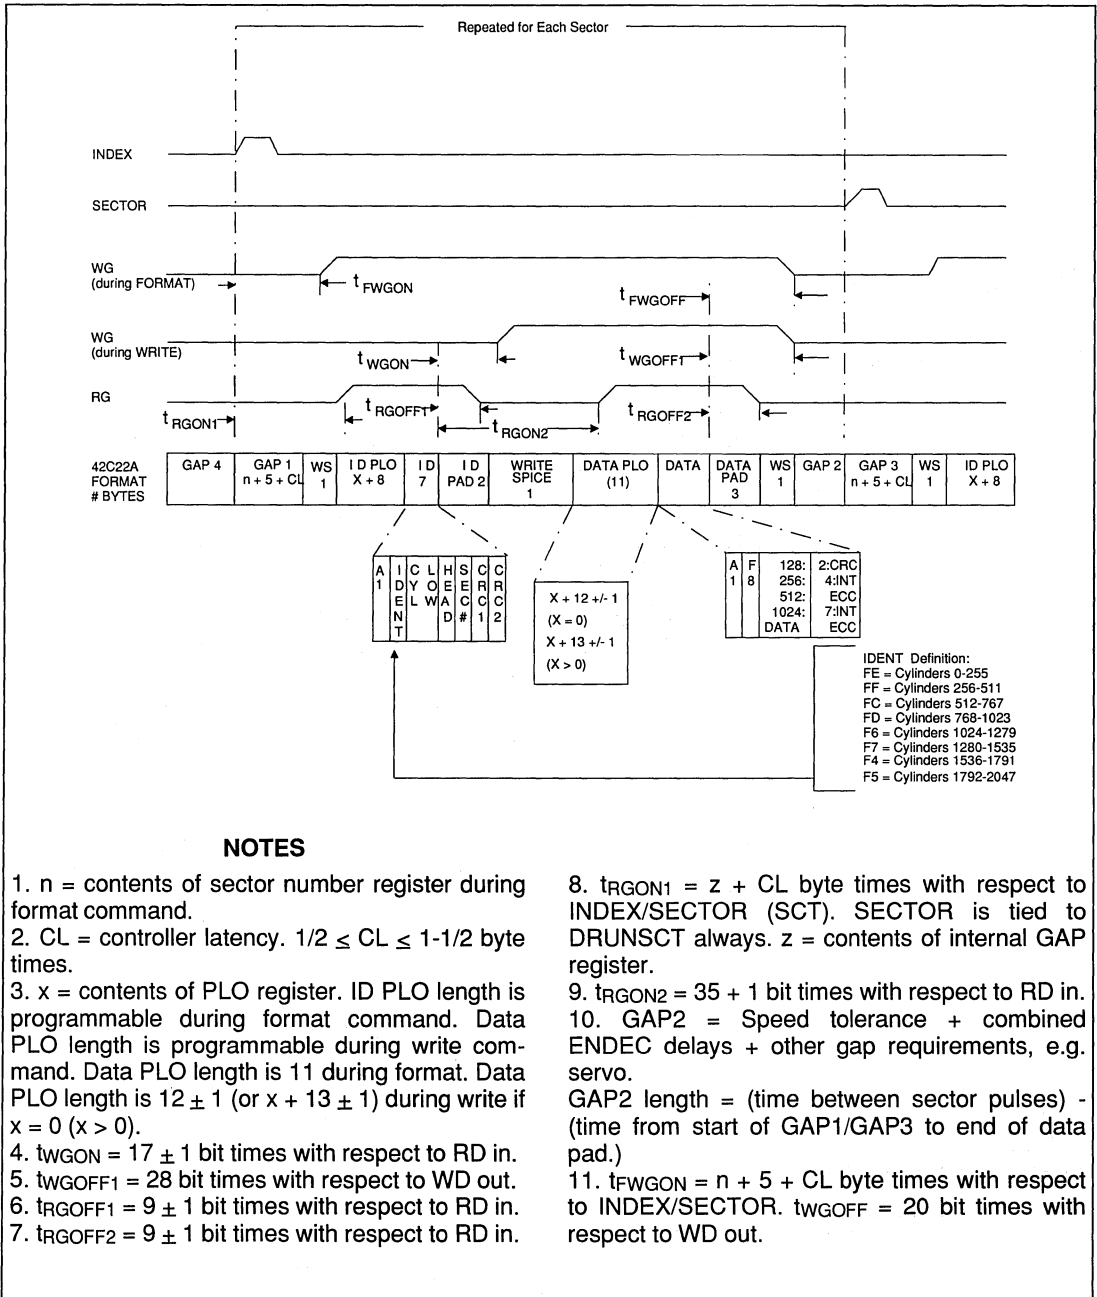 Repeated for Each Sector
INDEX
SECTOR
WG
(during FORMAT)
t FWGON
t FWGOFF
WG
(during WRITE)
t WGON
t WGOFF1
RG
t RGON1
t RGOFF1
t RGON2
t RGOFF2
42C22A
FORMAT
# BYTES
GAP 4
GAP 1
n + 5 + CL
WS
1
I D PLO
X + 8
I D
7
I D
PAD 2
WRITE
SPICE
1
DATA PLO
(11)
DATA
DATA
PAD
3
WS
1
GAP 2
GAP 3
n + 5 + CL
WS
1
ID PLO
X + 8
A1
IDENT
CYL LOW
HEAD
SEC#
CRC1
CRC2
X + 12 +/- 1
(X = 0)
X + 13 +/- 1
(X > 0)
A1
F8
128:
256:
512:
1024:
DATA
2:CRC
4:INT
ECC
7:INT
ECC
IDENT Definition:
FE = Cylinders 0-255
FF = Cylinders 256-511
FC = Cylinders 512-767
FD = Cylinders 768-1023
F6 = Cylinders 1024-1279
F7 = Cylinders 1280-1535
F4 = Cylinders 1536-1791
F5 = Cylinders 1792-2047
NOTES
1. n = contents of sector number register during
format command.
2. CL = controller latency. 1/2 ≤ CL ≤ 1-1/2 byte
times.
3. x = contents of PLO register. ID PLO length is
programmable during format command. Data
PLO length is programmable during write com-
mand. Data PLO length is 11 during format. Data
PLO length is 12 ± 1 (or x + 13 ± 1) during write if
x = 0 (x > 0).
4. tWGON = 17 ± 1 bit times with respect to RD in.
5. tWGOFF1 = 28 bit times with respect to WD out.
6. tRGOFF1 = 9 ± 1 bit times with respect to RD in.
7. tRGOFF2 = 9 ± 1 bit times with respect to RD in.
8. tRGON1 = z + CL byte times with respect to
INDEX/SECTOR (SCT). SECTOR is tied to
DRUNSCT always. z = contents of internal GAP
register.
9. tRGON2 = 35 + 1 bit times with respect to RD in.
10. GAP2 = Speed tolerance + combined
ENDEC delays + other gap requirements, e.g.
servo.
GAP2 length = (time between sector pulses) -
(time from start of GAP1/GAP3 to end of data
pad.)
11. tFWGON = n + 5 + CL byte times with respect
to INDEX/SECTOR. tWGOFF = 20 bit times with
respect to WD out.